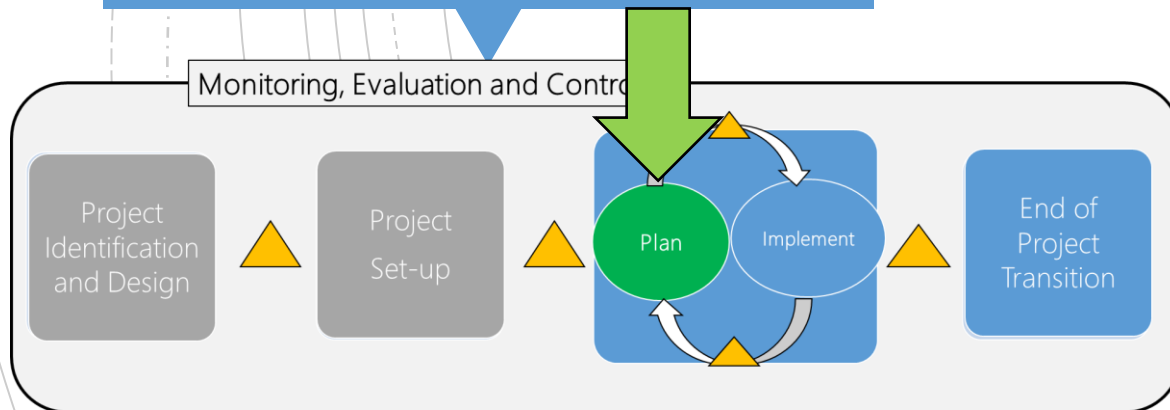 Monitoring, Evaluation and Contro
Project
Identification
and Design
Project
Set-up
Plan
Implement
End of
Project
Transition